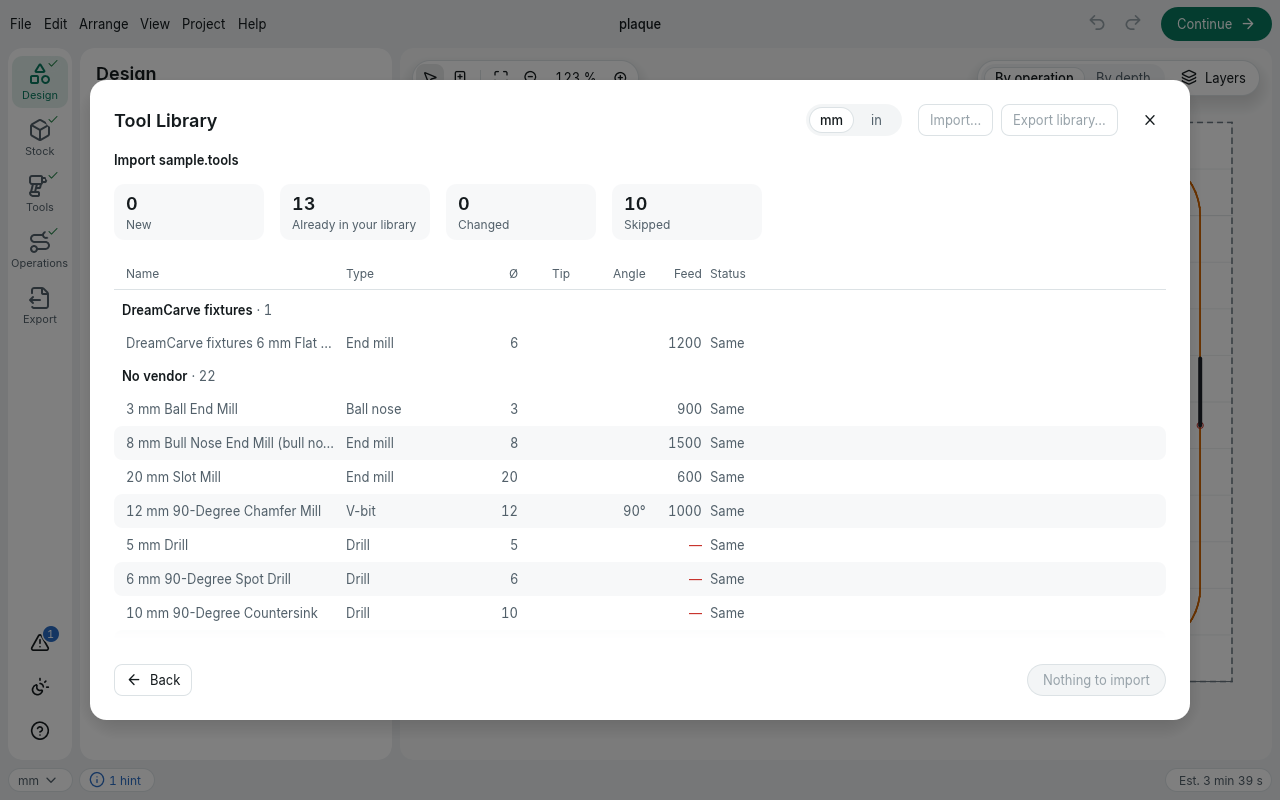 File Edit Arrange View Project Help
plaque
Continue
Design
Design
Stock
Tools
Operations
Export
1
123 %
By operation By depth Layers
Tool Library
mm in
Import...
Export library...
Import sample.tools
0
New
13
Already in your library
0
Changed
10
Skipped
Name Type Ø Tip Angle Feed Status
DreamCarve fixtures · 1
DreamCarve fixtures 6 mm Flat ... End mill 6 1200 Same
No vendor · 22
3 mm Ball End Mill Ball nose 3 900 Same
8 mm Bull Nose End Mill (bull no... End mill 8 1500 Same
20 mm Slot Mill End mill 20 600 Same
12 mm 90-Degree Chamfer Mill V-bit 12 90° 1000 Same
5 mm Drill Drill 5 — Same
6 mm 90-Degree Spot Drill Drill 6 — Same
10 mm 90-Degree Countersink Drill 10 — Same
Back
Nothing to import
mm
1 hint
Est. 3 min 39 s